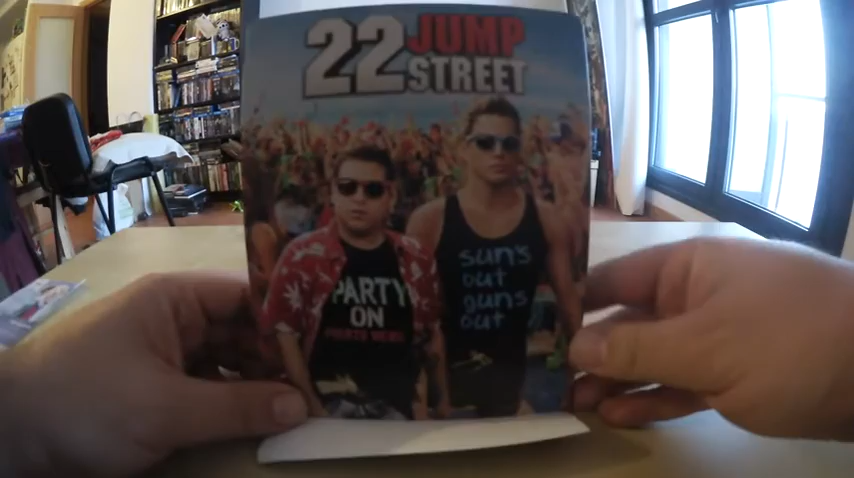 22 JUMP
STREET
PARTY
ON
sun's
out
guns
out